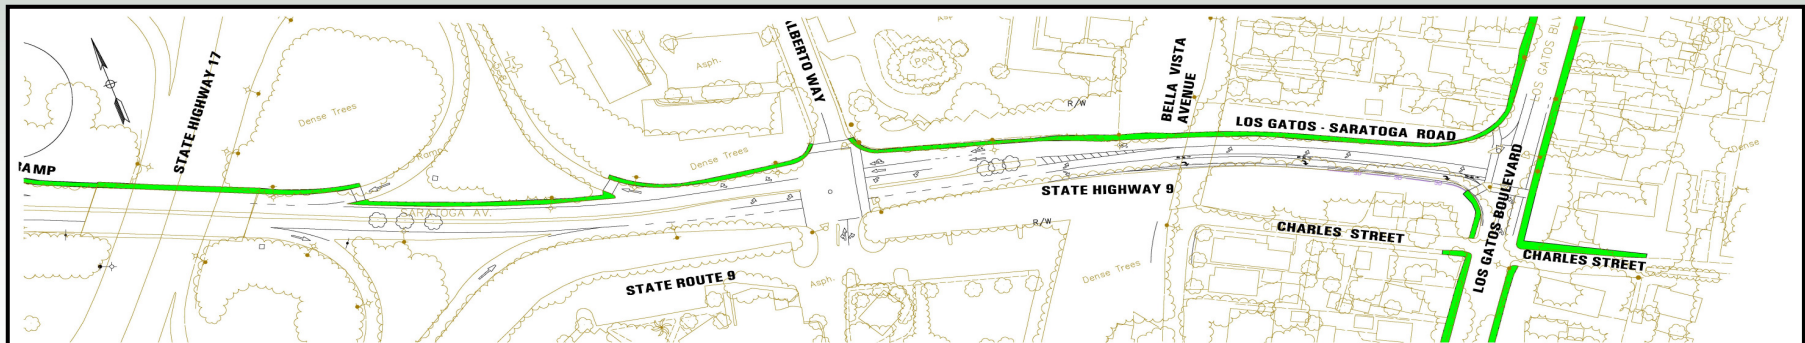 RAMP
STATE HIGHWAY 17
Dense Trees
Ramp
SARATOGA AV.
Asph.
Dense Trees
ALBERTO WAY
Pool
R/W
BELLA VISTA
AVENUE
LOS GATOS - SARATOGA ROAD
STATE HIGHWAY 9
R/W
STATE ROUTE 9
Asph.
Dense Trees
CHARLES STREET
LOS GATOS BOULEVARD
LOS GATOS BL
CHARLES STREET
Dense